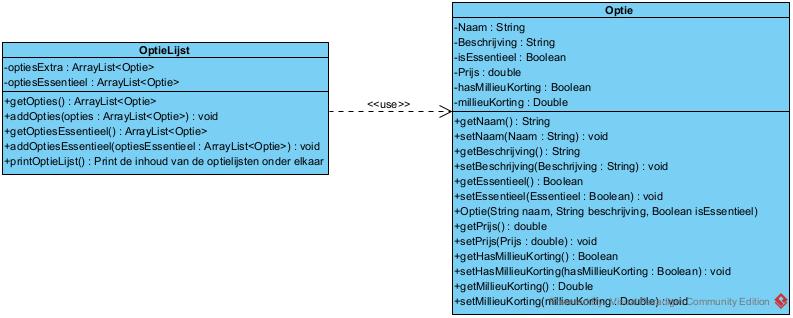 OptieLijst
-optiesExtra : ArrayList<Optie>
-optiesEssentieel : ArrayList<Optie>
+getOpties() : ArrayList<Optie>
+addOpties(opties : ArrayList<Optie>) : void
+getOptiesEssentieel() : ArrayList<Optie>
+addOptiesEssentieel(optiesEssentieel : ArrayList<Optie>) : void
+printOptieLijst() : Print de inhoud van de optielijsten onder elkaar
<<use>>
Optie
-Naam : String
-Beschrijving : String
-isEssentieel : Boolean
-Prijs : double
-hasMillieuKorting : Boolean
-millieuKorting : Double
+getNaam() : String
+setNaam(Naam : String) : void
+getBeschrijving() : String
+setBeschrijving(Beschrijving : String) : void
+getEssentieel() : Boolean
+setEssentieel(Essentieel : Boolean) : void
+Optie(String naam, String beschrijving, Boolean isEssentieel)
+getPrijs() : double
+setPrijs(Prijs : double) : void
+getHasMillieuKorting() : Boolean
+setHasMillieuKorting(hasMillieuKorting : Boolean) : void
+getMillieuKorting() : Double
+setMillieuKorting(millieuKorting : Double) : void
Community Edition